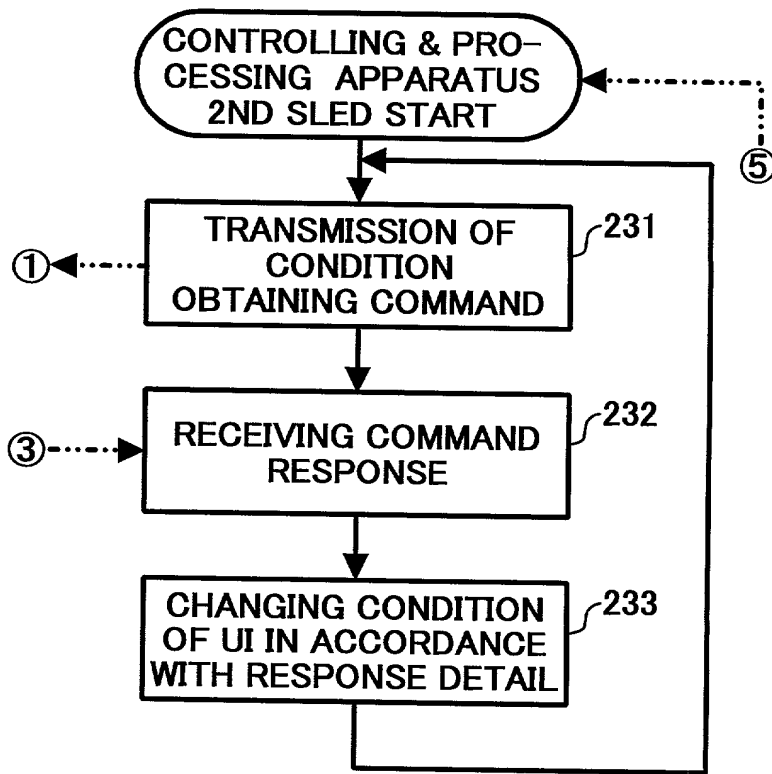 CONTROLLING & PRO-
CESSING APPARATUS
2ND SLED START
⑤
TRANSMISSION OF
CONDITION
OBTAINING COMMAND
231
①
RECEIVING COMMAND
RESPONSE
232
③
CHANGING CONDITION
OF UI IN ACCORDANCE
WITH RESPONSE DETAIL
233